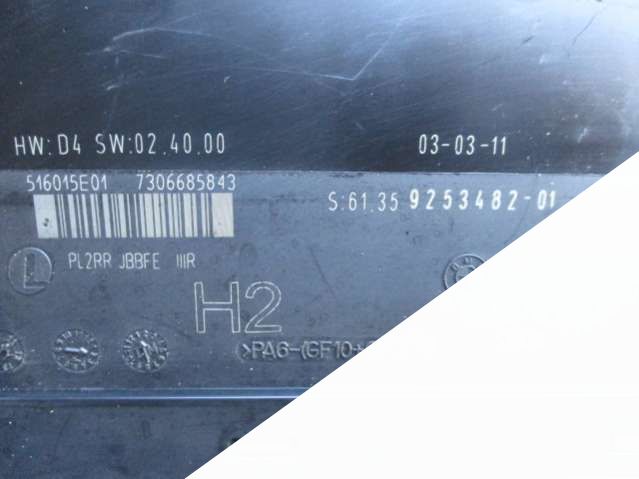 HW:D4 SW:02.40.00 03-03-11
516015E01 7306685843
S:61.35 9253482-01
L PL2RR JBBFE IIIR
H2
>PA6-(GF10+